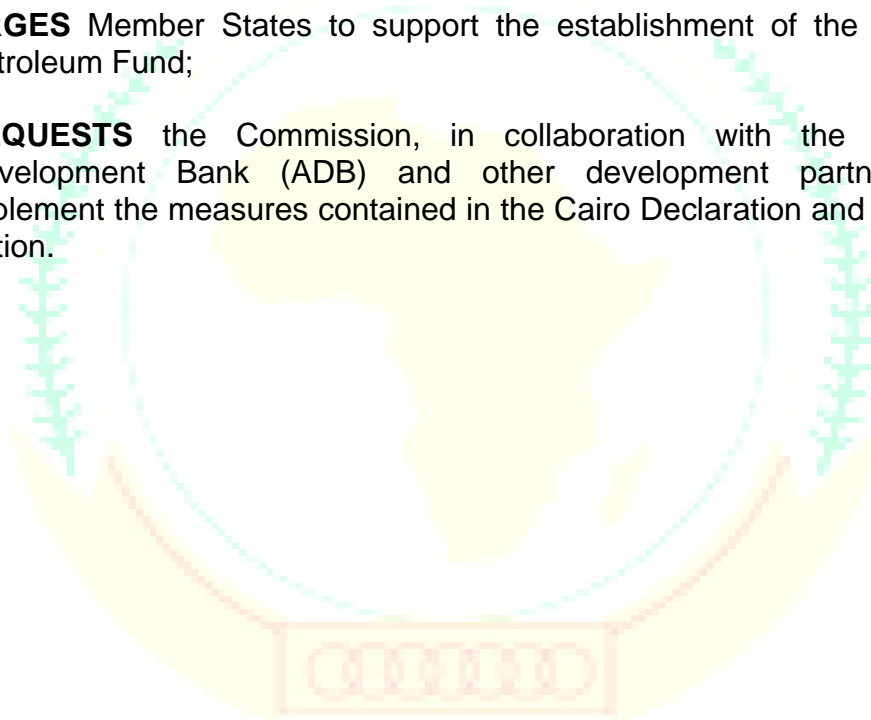 RGES Member States to support the establishment of the
troleum Fund;
QUESTS the Commission, in collaboration with the
velopment Bank (ADB) and other development partn
plement the measures contained in the Cairo Declaration and
tion.